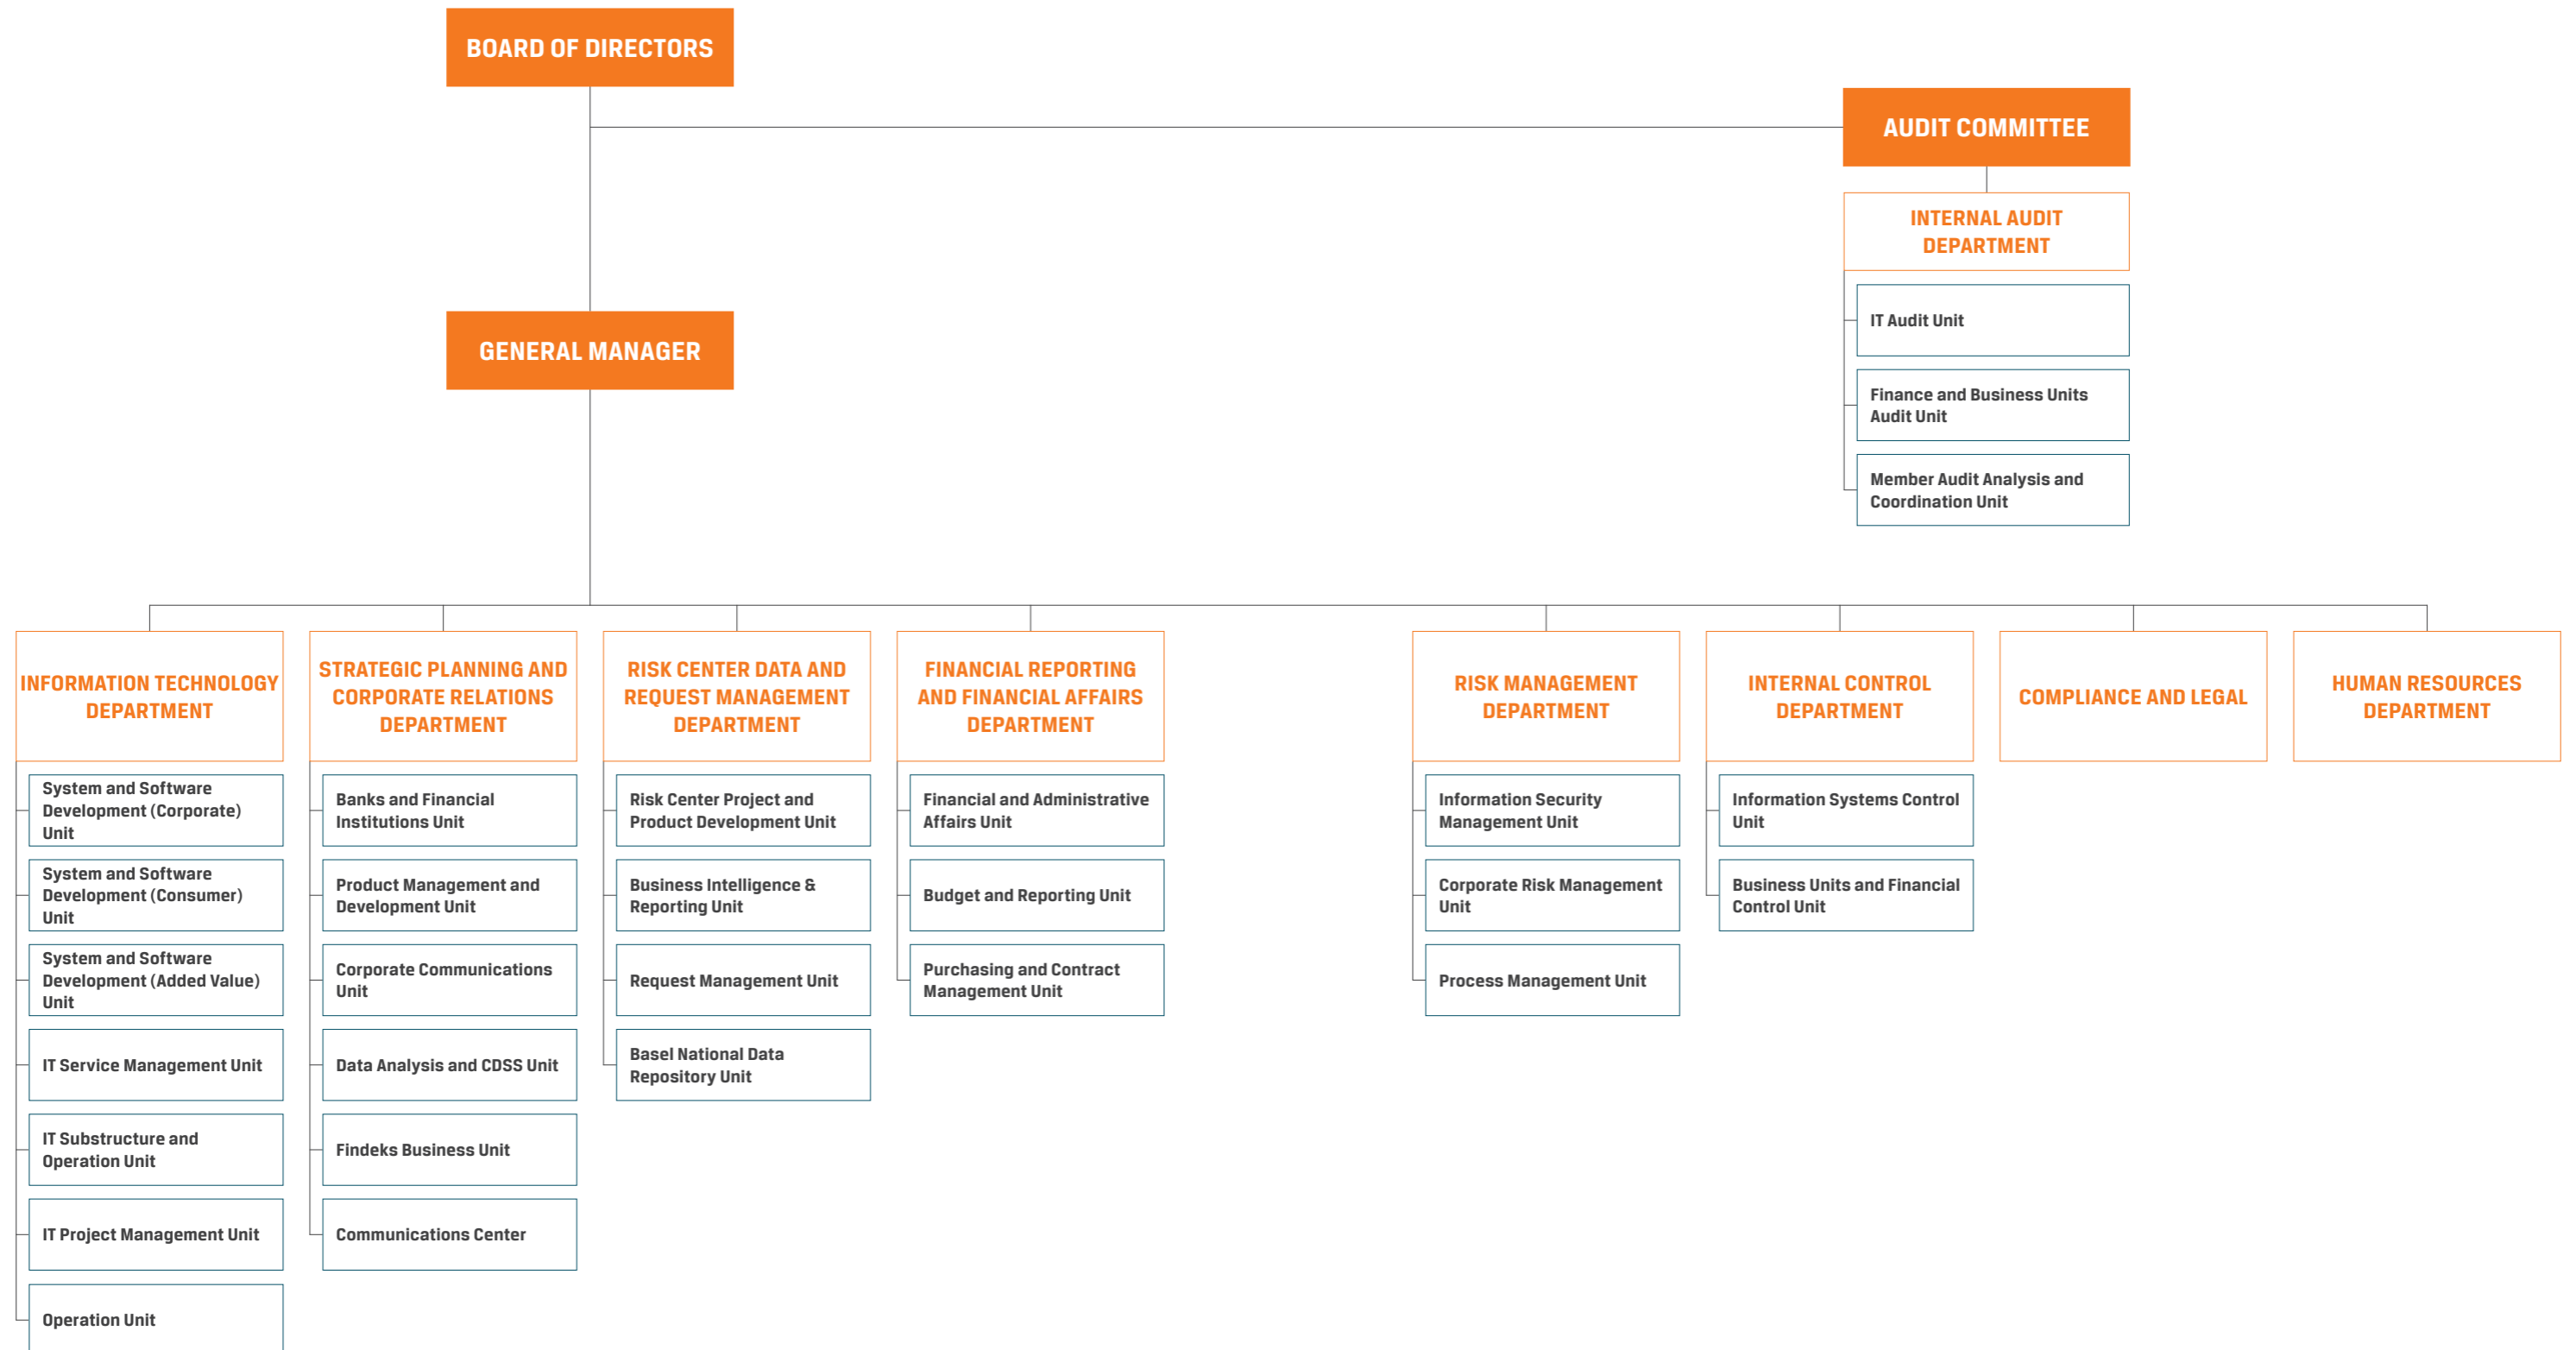 BOARD OF DIRECTORS
AUDIT COMMITTEE
INTERNAL AUDIT
DEPARTMENT
IT Audit Unit
Finance and Business Units
Audit Unit
Member Audit Analysis and
Coordination Unit
GENERAL MANAGER
INFORMATION TECHNOLOGY
DEPARTMENT
System and Software
Development (Corporate)
Unit
System and Software
Development (Consumer)
Unit
System and Software
Development (Added Value)
Unit
IT Service Management Unit
IT Substructure and
Operation Unit
IT Project Management Unit
Operation Unit
STRATEGIC PLANNING AND
CORPORATE RELATIONS
DEPARTMENT
Banks and Financial
Institutions Unit
Product Management and
Development Unit
Corporate Communications
Unit
Data Analysis and CDSS Unit
Findeks Business Unit
Communications Center
RISK CENTER DATA AND
REQUEST MANAGEMENT
DEPARTMENT
Risk Center Project and
Product Development Unit
Business Intelligence &
Reporting Unit
Request Management Unit
Basel National Data
Repository Unit
FINANCIAL REPORTING
AND FINANCIAL AFFAIRS
DEPARTMENT
Financial and Administrative
Affairs Unit
Budget and Reporting Unit
Purchasing and Contract
Management Unit
RISK MANAGEMENT
DEPARTMENT
Information Security
Management Unit
Corporate Risk Management
Unit
Process Management Unit
INTERNAL CONTROL
DEPARTMENT
Information Systems Control
Unit
Business Units and Financial
Control Unit
COMPLIANCE AND LEGAL
HUMAN RESOURCES
DEPARTMENT